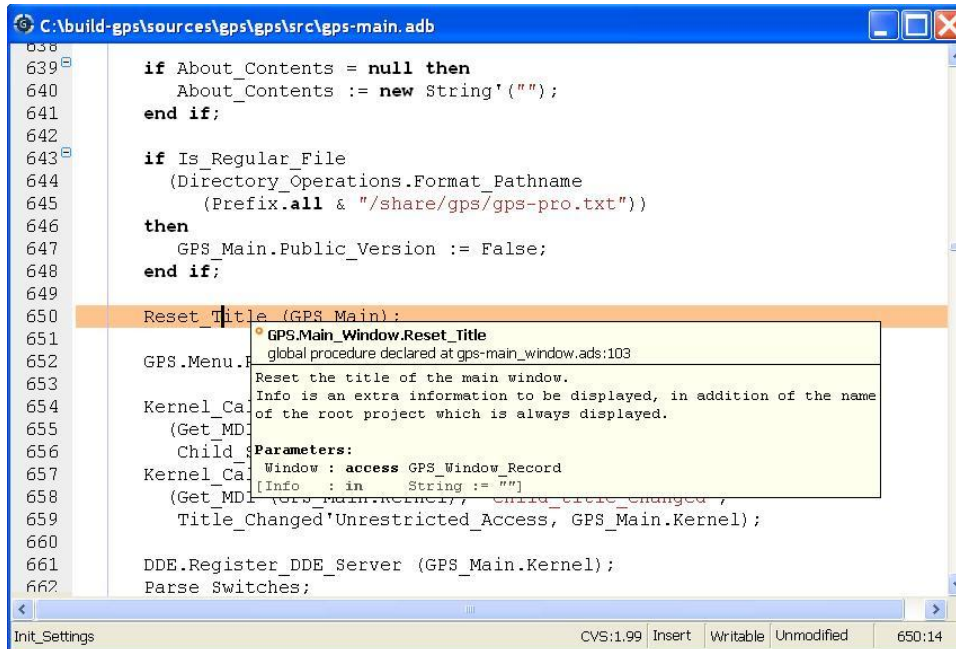 C:\build-gps\sources\gps\gps\src\gps-main.adb
638
639 if About_Contents = null then
640 About_Contents := new String'("");
641 end if;
642
643 if Is_Regular_File
644 (Directory_Operations.Format_Pathname
645 (Prefix.all & "/share/gps/gps-pro.txt"))
646 then
647 GPS_Main.Public_Version := False;
648 end if;
649
650 Reset_Title (GPS_Main);
651
GPS.Main_Window.Reset_Title
global procedure declared at gps-main_window.ads:103
652 GPS.Menu.
653
Reset the title of the main window.
Info is an extra information to be displayed, in addition of the name
of the root project which is always displayed.
654 Kernel_Ca
655 (Get_MDI
656 Child_
Parameters:
Window : access GPS_Window_Record
[Info : in String := ""]
657 Kernel_Ca
658 (Get_MDI (GPS_Main.Kernel), "child_title_changed",
659 Title_Changed'Unrestricted_Access, GPS_Main.Kernel);
660
661 DDE.Register_DDE_Server (GPS_Main.Kernel);
662 Parse_Switches;
Init_Settings CVS:1.99 Insert Writable Unmodified 650:14